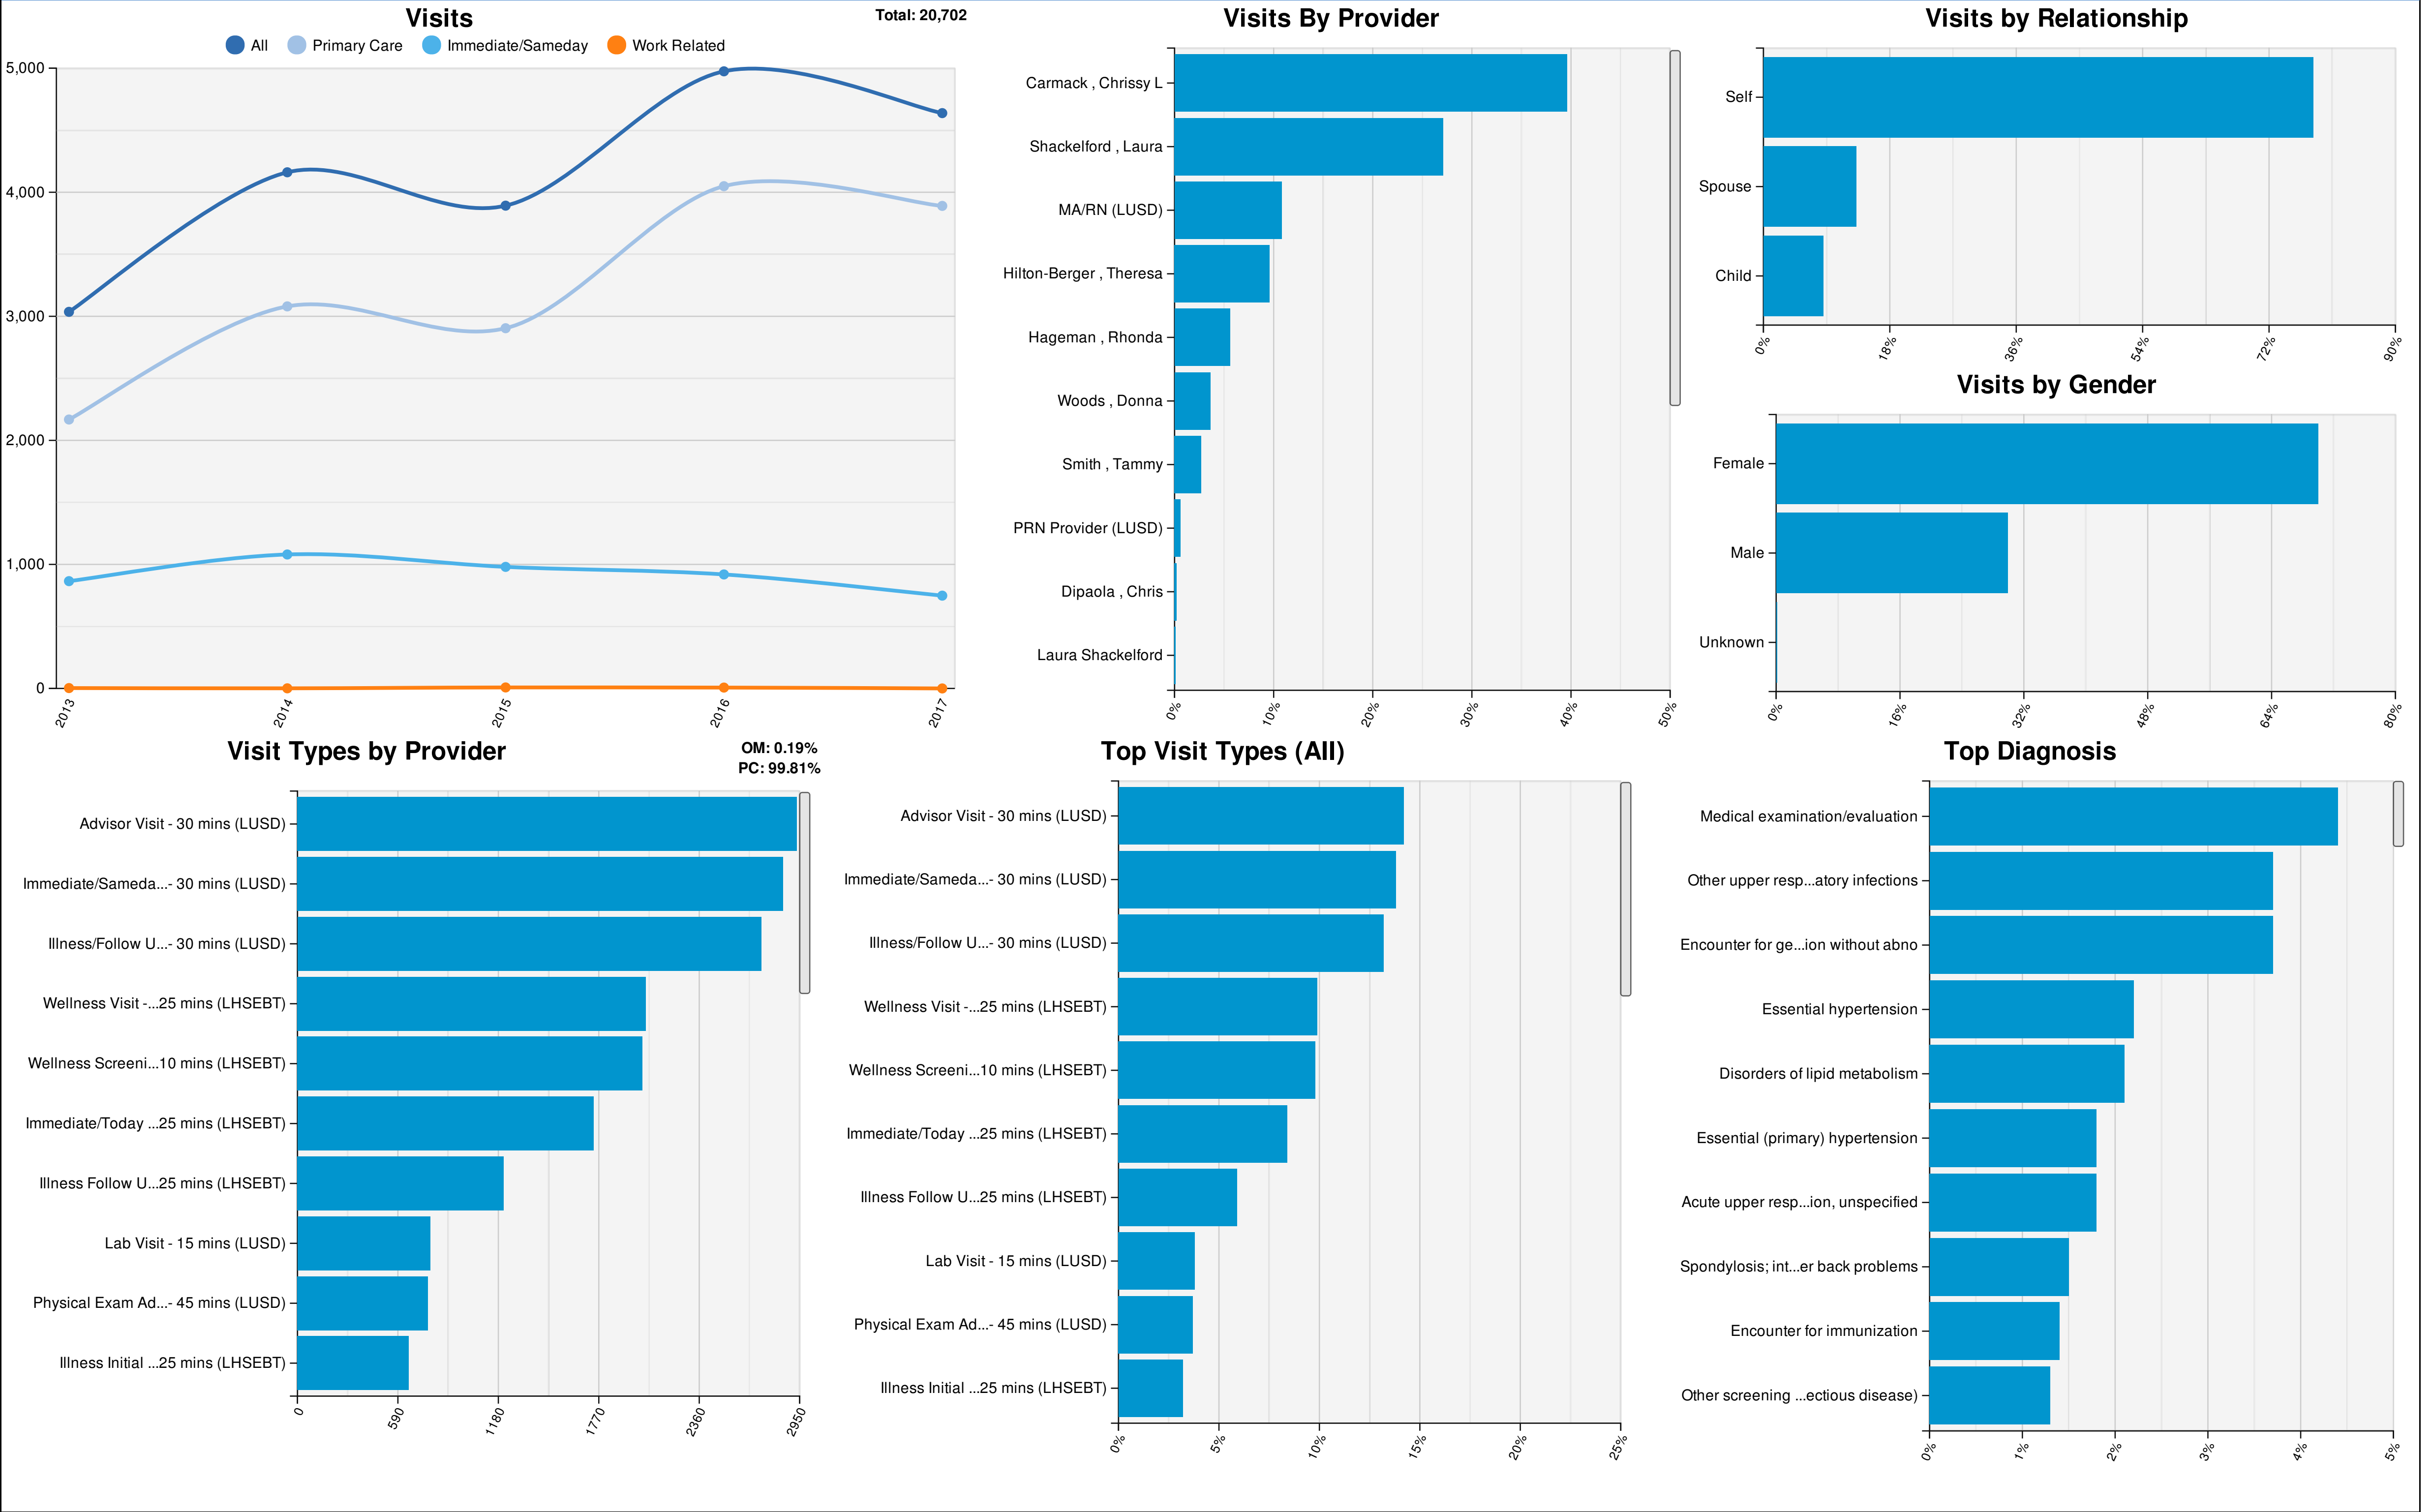 Visits
Total: 20,702
All Primary Care Immediate/Sameday Work Related
5,000
4,000
3,000
2,000
1,000
0
2013 2014 2015 2016 2017
Visits By Provider
Carmack , Chrissy L
Shackelford , Laura
MA/RN (LUSD)
Hilton-Berger , Theresa
Hageman , Rhonda
Woods , Donna
Smith , Tammy
PRN Provider (LUSD)
Dipaola , Chris
Laura Shackelford
0% 10% 20% 30% 40% 50%
Visits by Relationship
Self
Spouse
Child
0% 18% 36% 54% 72% 90%
Visits by Gender
Female
Male
Unknown
0% 16% 32% 48% 64% 80%
Visit Types by Provider
OM: 0.19%
PC: 99.81%
Advisor Visit - 30 mins (LUSD)
Immediate/Sameda...- 30 mins (LUSD)
Illness/Follow U...- 30 mins (LUSD)
Wellness Visit -...25 mins (LHSEBT)
Wellness Screeni...10 mins (LHSEBT)
Immediate/Today ...25 mins (LHSEBT)
Illness Follow U...25 mins (LHSEBT)
Lab Visit - 15 mins (LUSD)
Physical Exam Ad...- 45 mins (LUSD)
Illness Initial ...25 mins (LHSEBT)
0 590 1180 1770 2360 2950
Top Visit Types (All)
Advisor Visit - 30 mins (LUSD)
Immediate/Sameda...- 30 mins (LUSD)
Illness/Follow U...- 30 mins (LUSD)
Wellness Visit -...25 mins (LHSEBT)
Wellness Screeni...10 mins (LHSEBT)
Immediate/Today ...25 mins (LHSEBT)
Illness Follow U...25 mins (LHSEBT)
Lab Visit - 15 mins (LUSD)
Physical Exam Ad...- 45 mins (LUSD)
Illness Initial ...25 mins (LHSEBT)
0% 5% 10% 15% 20% 25%
Top Diagnosis
Medical examination/evaluation
Other upper resp...atory infections
Encounter for ge...ion without abno
Essential hypertension
Disorders of lipid metabolism
Essential (primary) hypertension
Acute upper resp...ion, unspecified
Spondylosis; int...er back problems
Encounter for immunization
Other screening ...ectious disease)
0% 1% 2% 3% 4% 5%